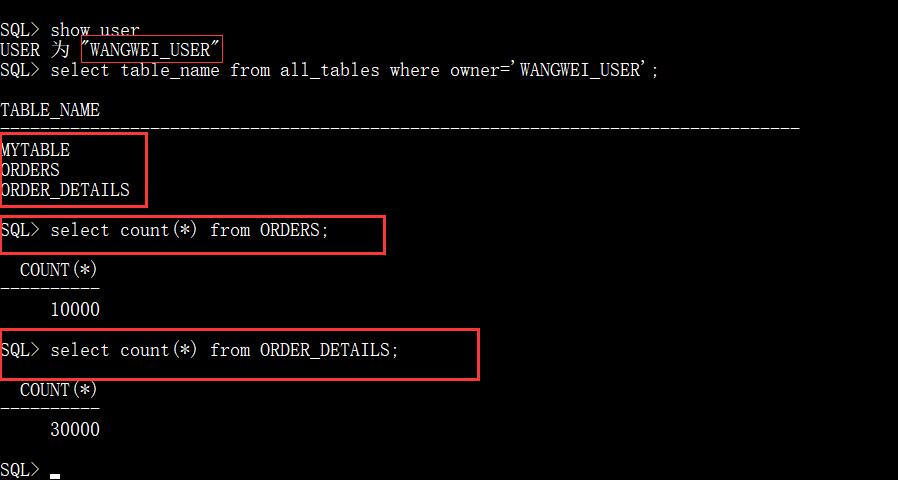 SQL> show user
USER 为 "WANGWEI_USER"
SQL> select table_name from all_tables where owner='WANGWEI_USER';
TABLE_NAME
--------------------------------------------------------------------------------
MYTABLE
ORDERS
ORDER_DETAILS
SQL> select count(*) from ORDERS;
COUNT(*)
----------
10000
SQL> select count(*) from ORDER_DETAILS;
COUNT(*)
----------
30000
SQL>